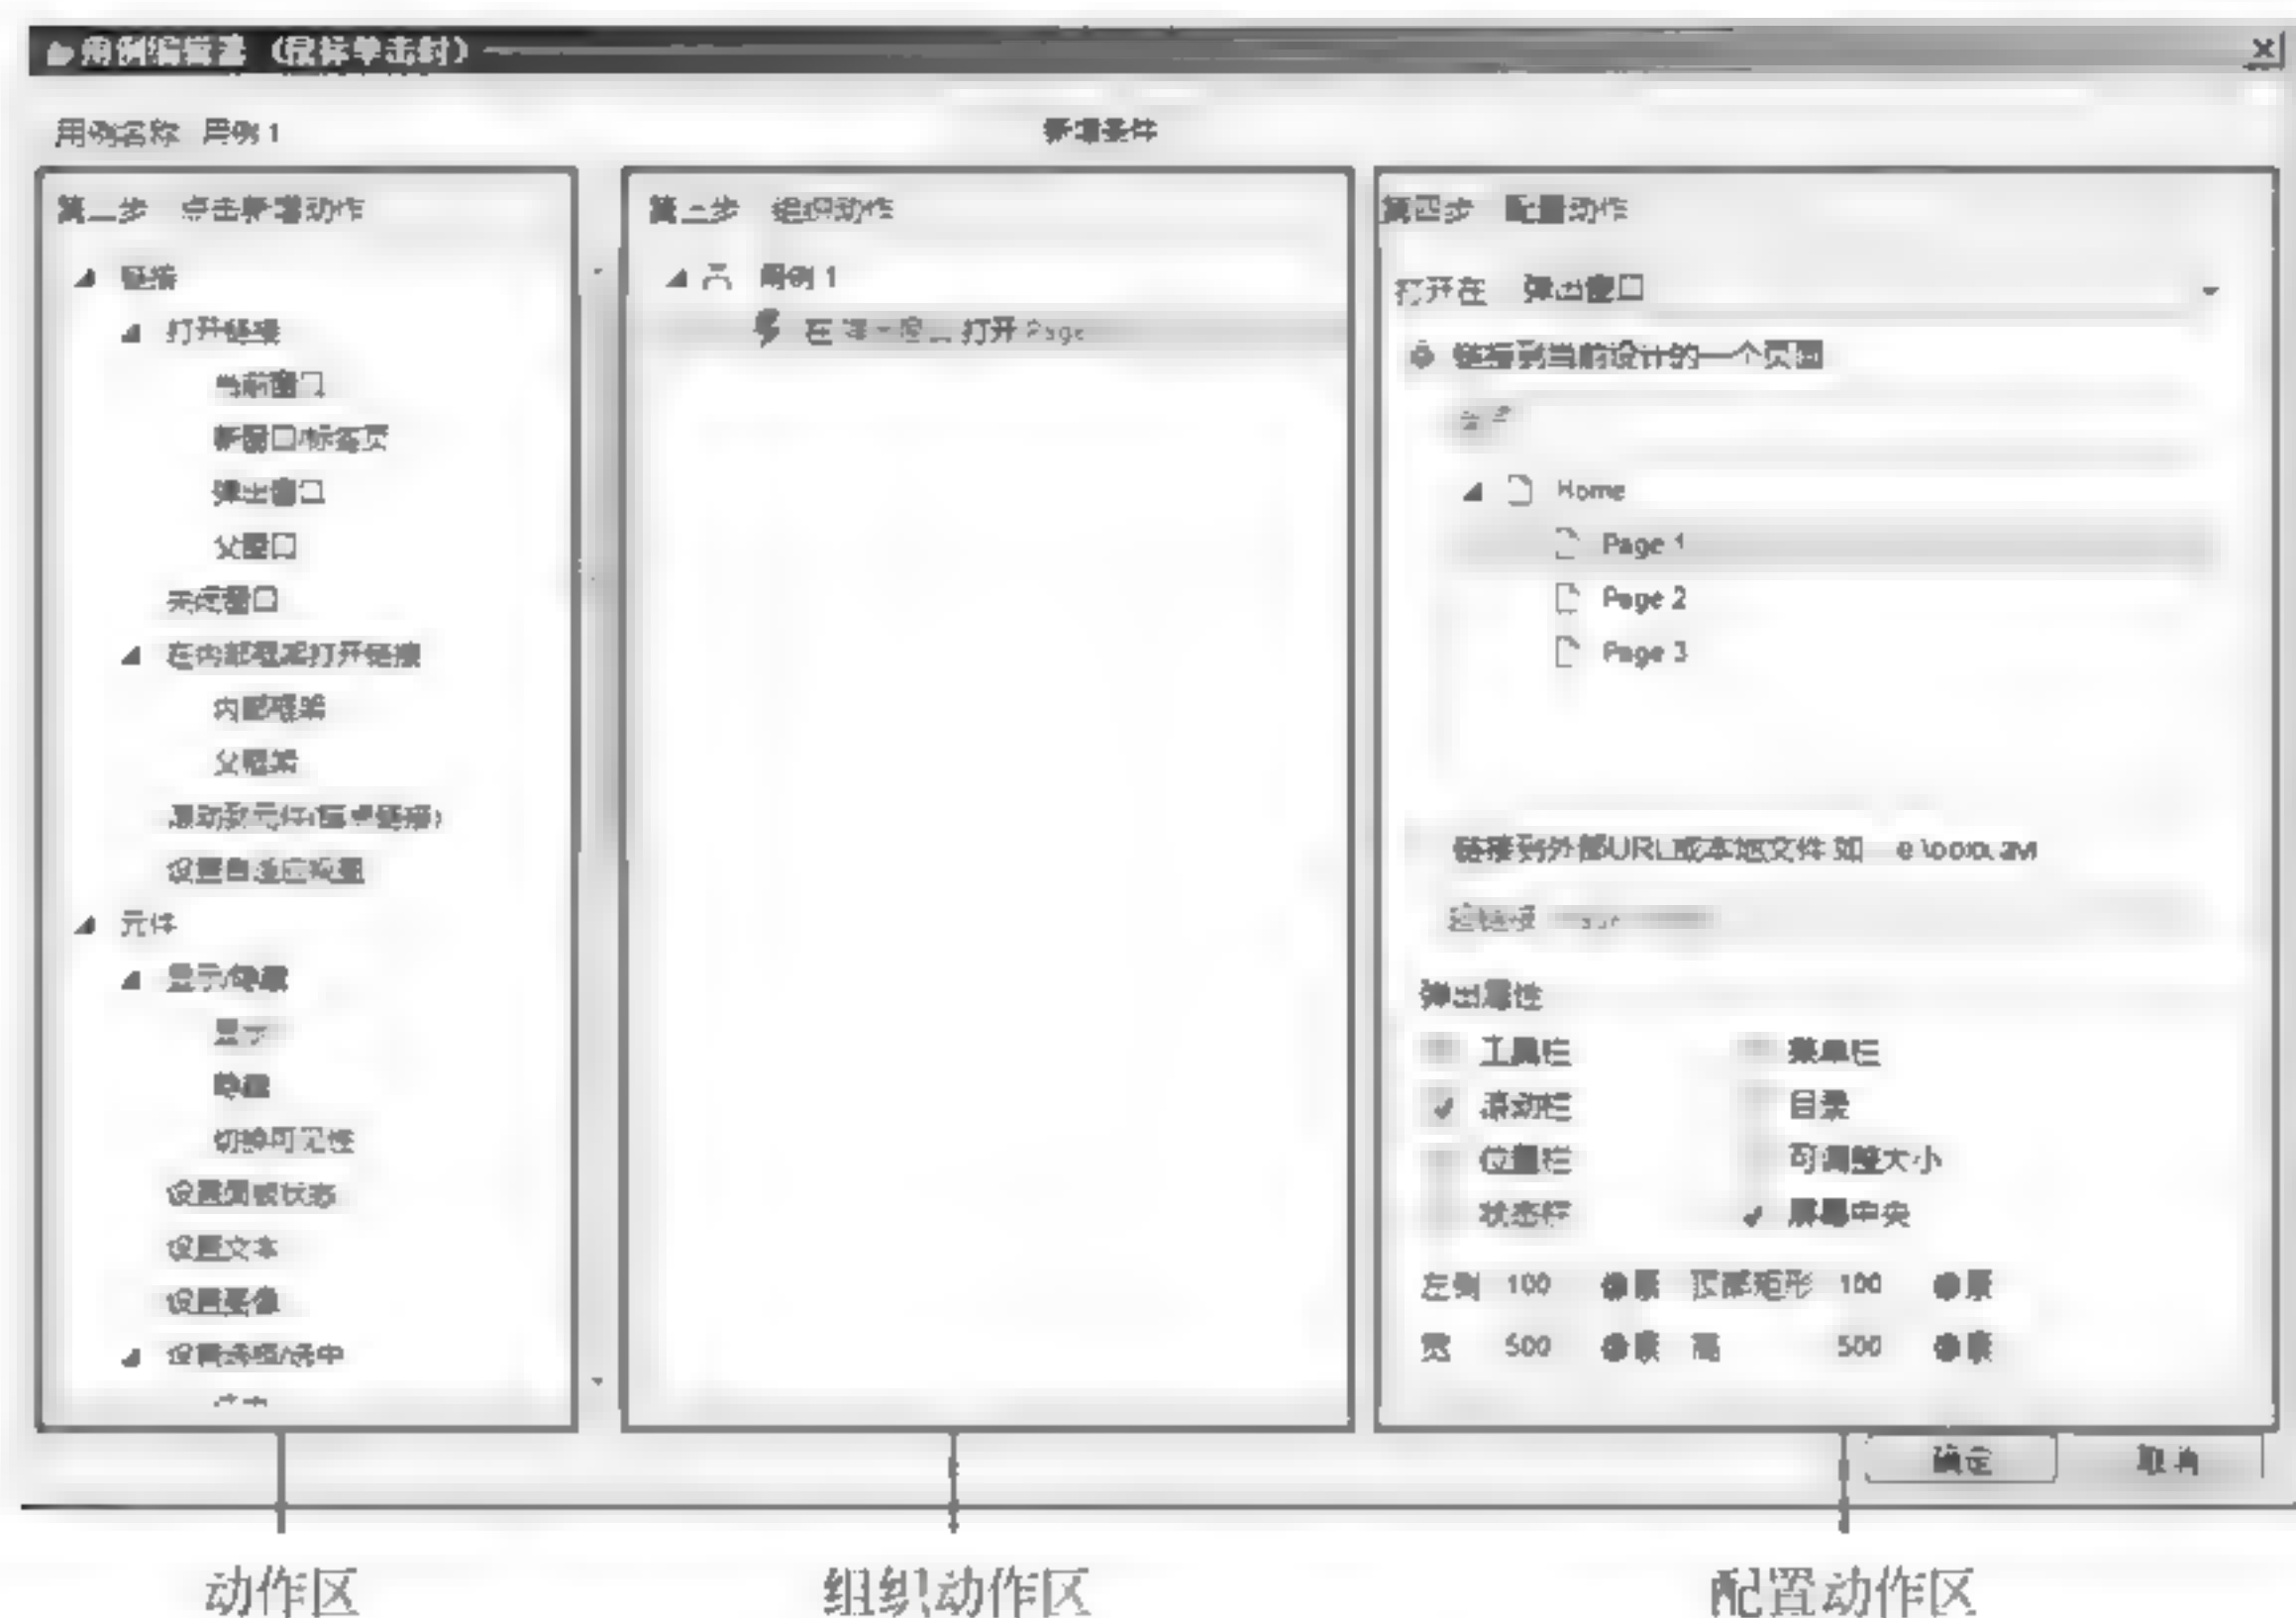 用例编辑器 (鼠标单击时)
用例名称 用例 1
新增条件
第二步 点击新增动作
链接
打开链接
当前窗口
新窗口/标签页
弹出窗口
父窗口
关闭窗口
在内部框架打开链接
内部框架
父框架
滚动到元件(锚点链接)
设置自适应视图
元件
显示/隐藏
显示
隐藏
切换可见性
设置面板状态
设置文本
设置图像
设置选项/选中
第三步 组织动作
用例 1
在 打开 Page
第四步 配置动作
打开在 弹出窗口
链接到当前设计的一个页面
Home
Page 1
Page 2
Page 3
链接到外部URL或本地文件 如
超链接
弹出属性
工具栏 菜单栏
滚动栏 目录
位置栏 可调整大小
状态栏 屏幕中央
左侧 100 像素 顶部矩形 100 像素
宽 500 像素 高 500 像素
确定 取消
动作区 组织动作区 配置动作区